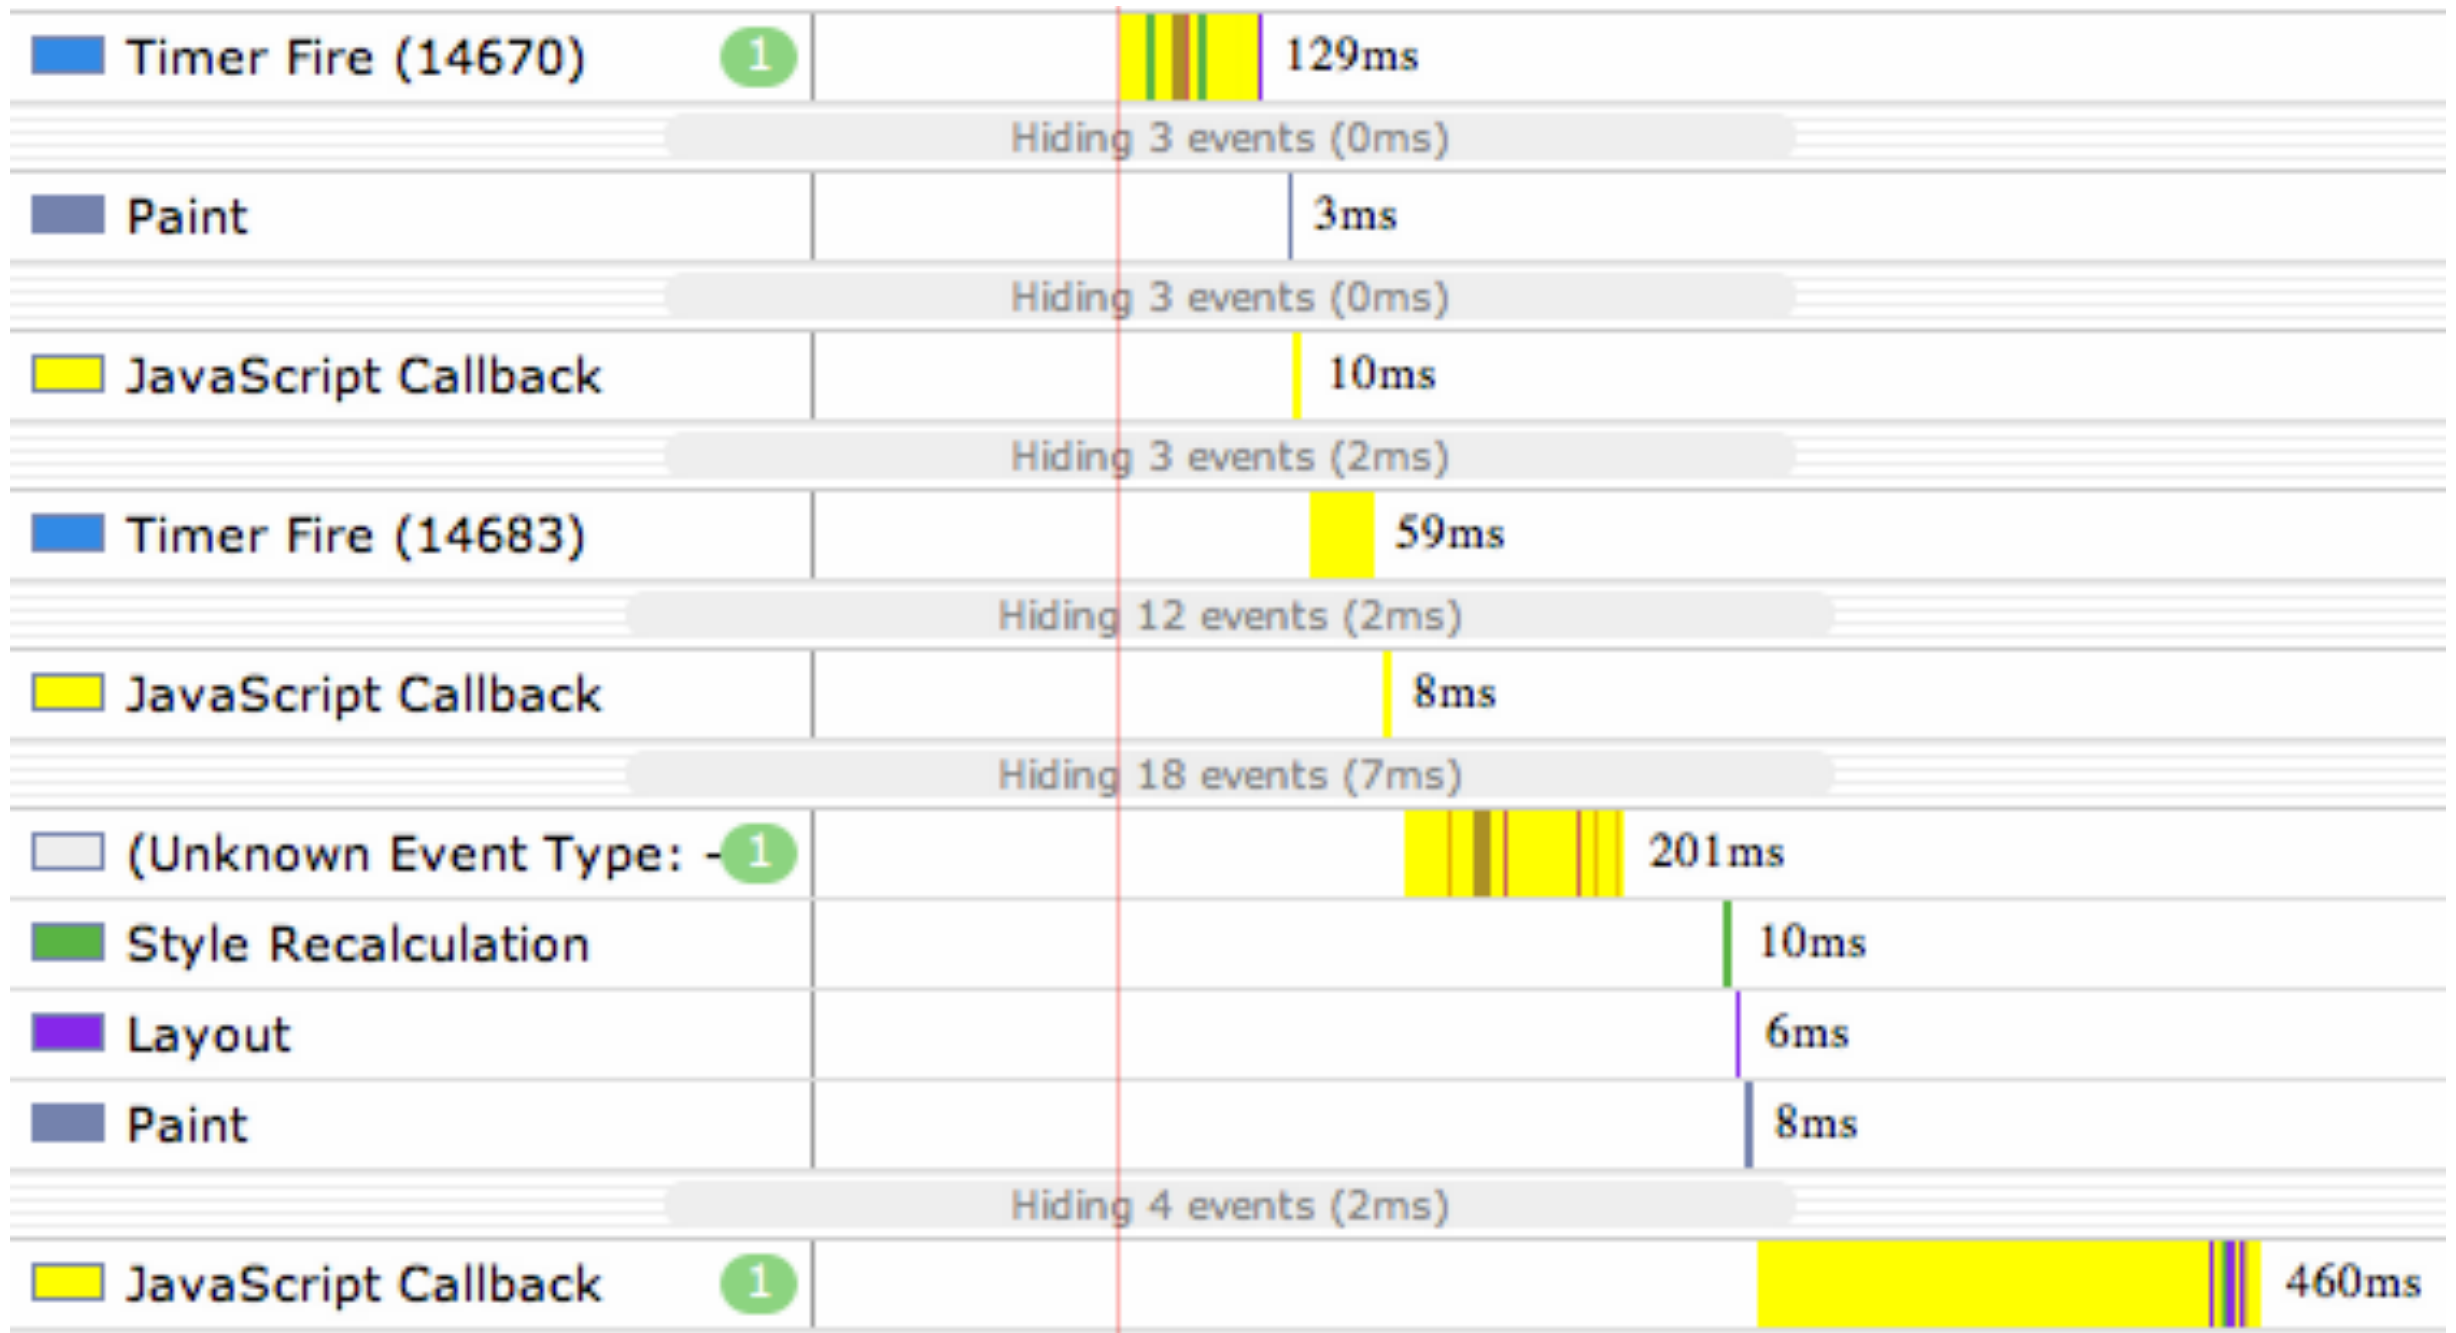 Timer Fire (14670) 1 129ms
Hiding 3 events (0ms)
Paint 3ms
Hiding 3 events (0ms)
JavaScript Callback 10ms
Hiding 3 events (2ms)
Timer Fire (14683) 59ms
Hiding 12 events (2ms)
JavaScript Callback 8ms
Hiding 18 events (7ms)
(Unknown Event Type: - 1 201ms
Style Recalculation 10ms
Layout 6ms
Paint 8ms
Hiding 4 events (2ms)
JavaScript Callback 1 460ms